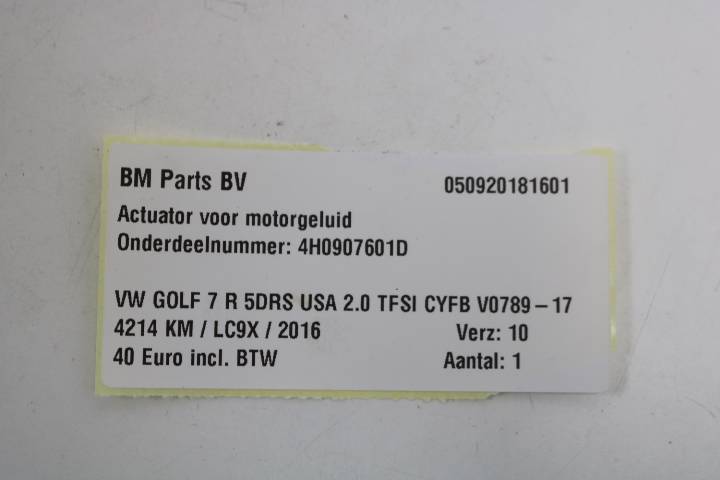 BM Parts BV 050920181601
Actuator voor motorgeluid
Onderdeelnummer: 4H0907601D
VW GOLF 7 R 5DRS USA 2.0 TFSI CYFB V0789-17
4214 KM / LC9X / 2016 Verz: 10
40 Euro incl. BTW Aantal: 1